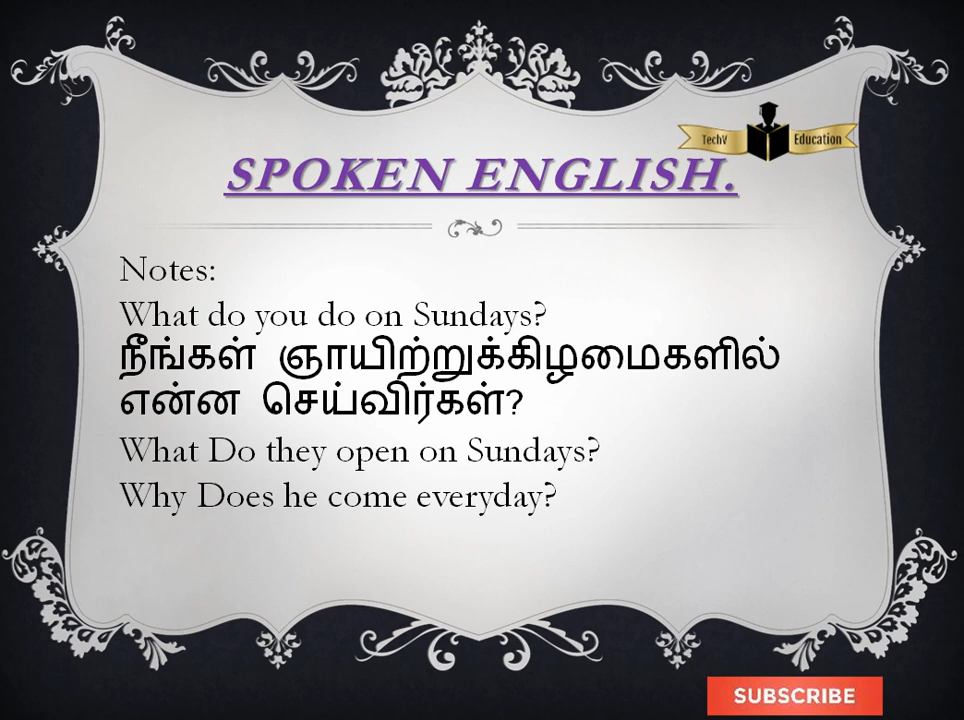 TechV Education
SPOKEN ENGLISH.
Notes:
What do you do on Sundays?
நீங்கள் ஞாயிற்றுக்கிழமைகளில்
என்ன செய்விர்கள்?
What Do they open on Sundays?
Why Does he come everyday?
SUBSCRIBE